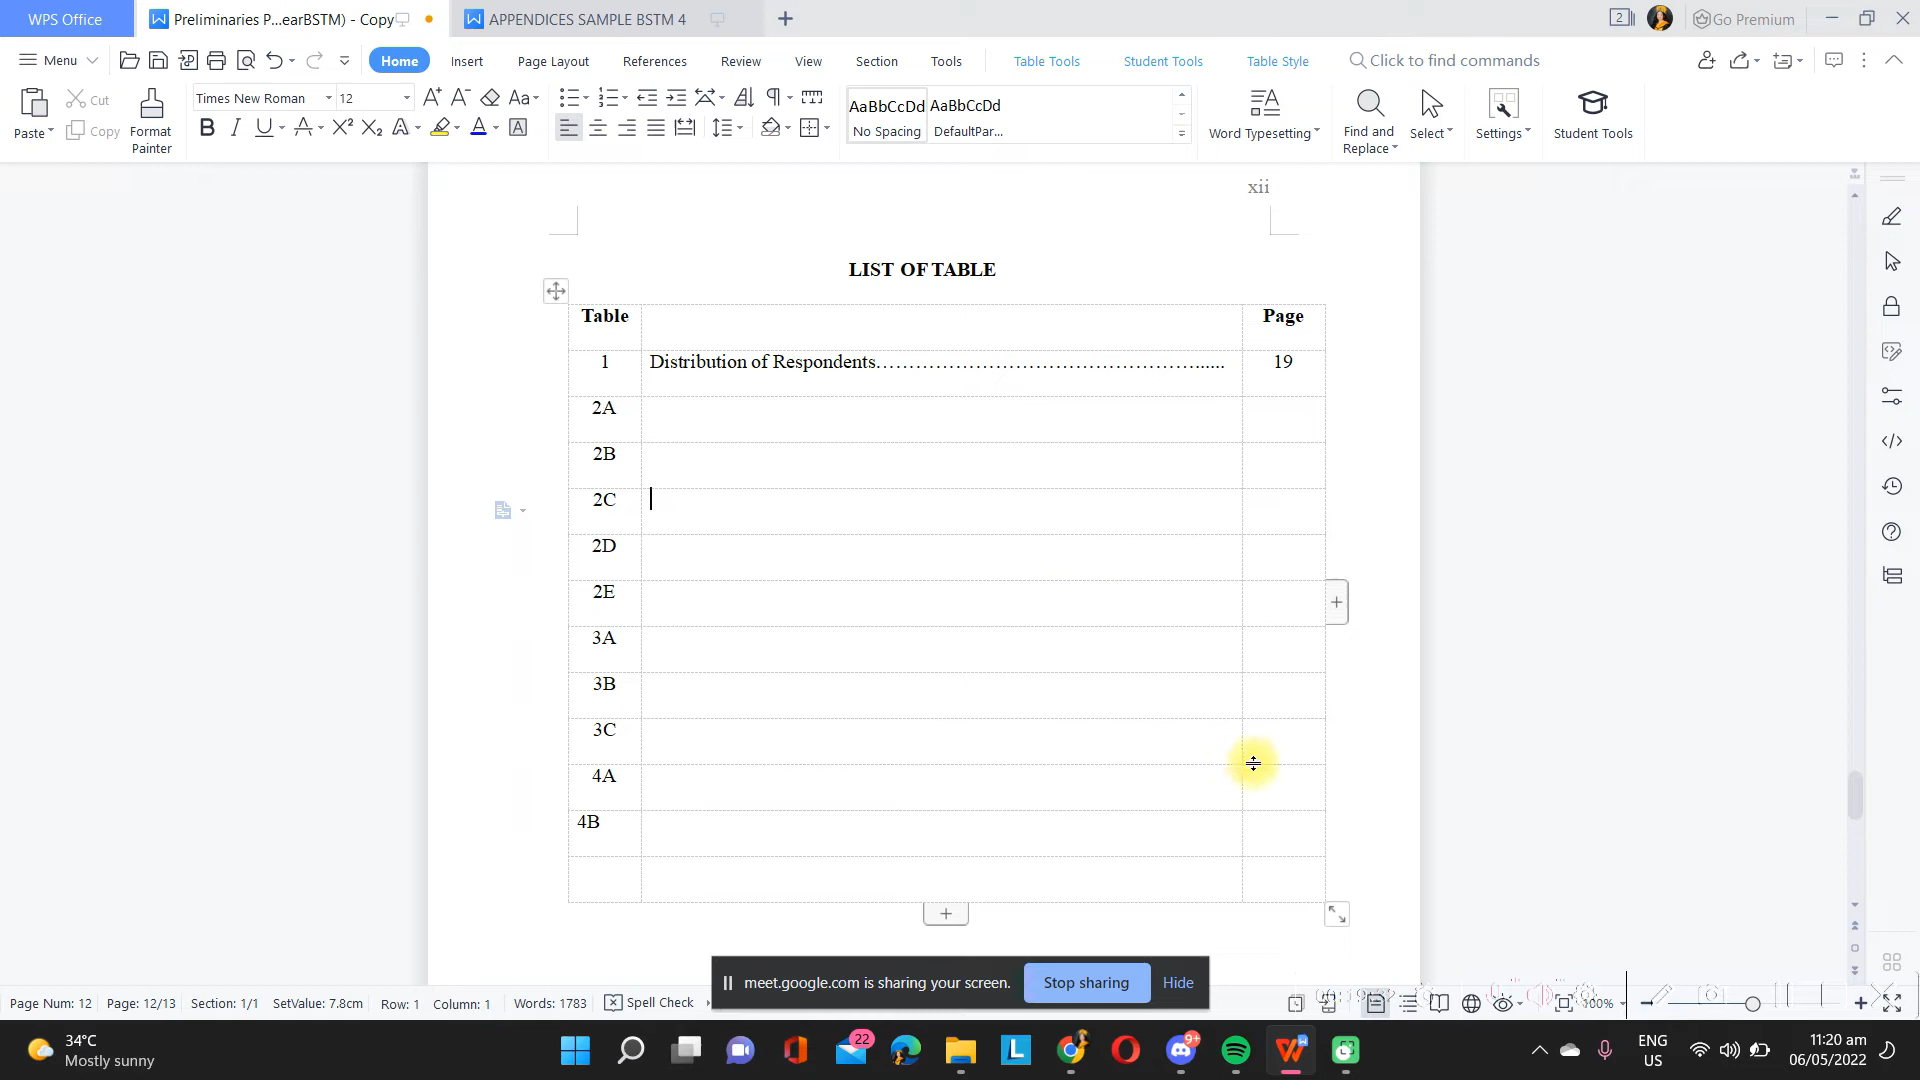 WPS Office
Preliminaries P...earBSTM) - Copy
APPENDICES SAMPLE BSTM 4
2
Go Premium
Menu
Home
Insert
Page Layout
References
Review
View
Section
Tools
Table Tools
Student Tools
Table Style
Click to find commands
Paste
Cut
Copy
Format
Painter
Times New Roman
12
AaBbCcDd
No Spacing
AaBbCcDd
DefaultPar...
Word Typesetting
Find and
Replace
Select
Settings
Student Tools
xii
LIST OF TABLE
Table Page
1 Distribution of Respondents…………………………………………...... 19
2A
2B
2C
2D
2E
3A
3B
3C
4A
4B
meet.google.com is sharing your screen.
Stop sharing
Hide
Page Num: 12
Page: 12/13
Section: 1/1
SetValue: 7.8cm
Row: 1
Column: 1
Words: 1783
Spell Check
100%
34°C
Mostly sunny
22
9+
ENG
US
11:20 am
06/05/2022